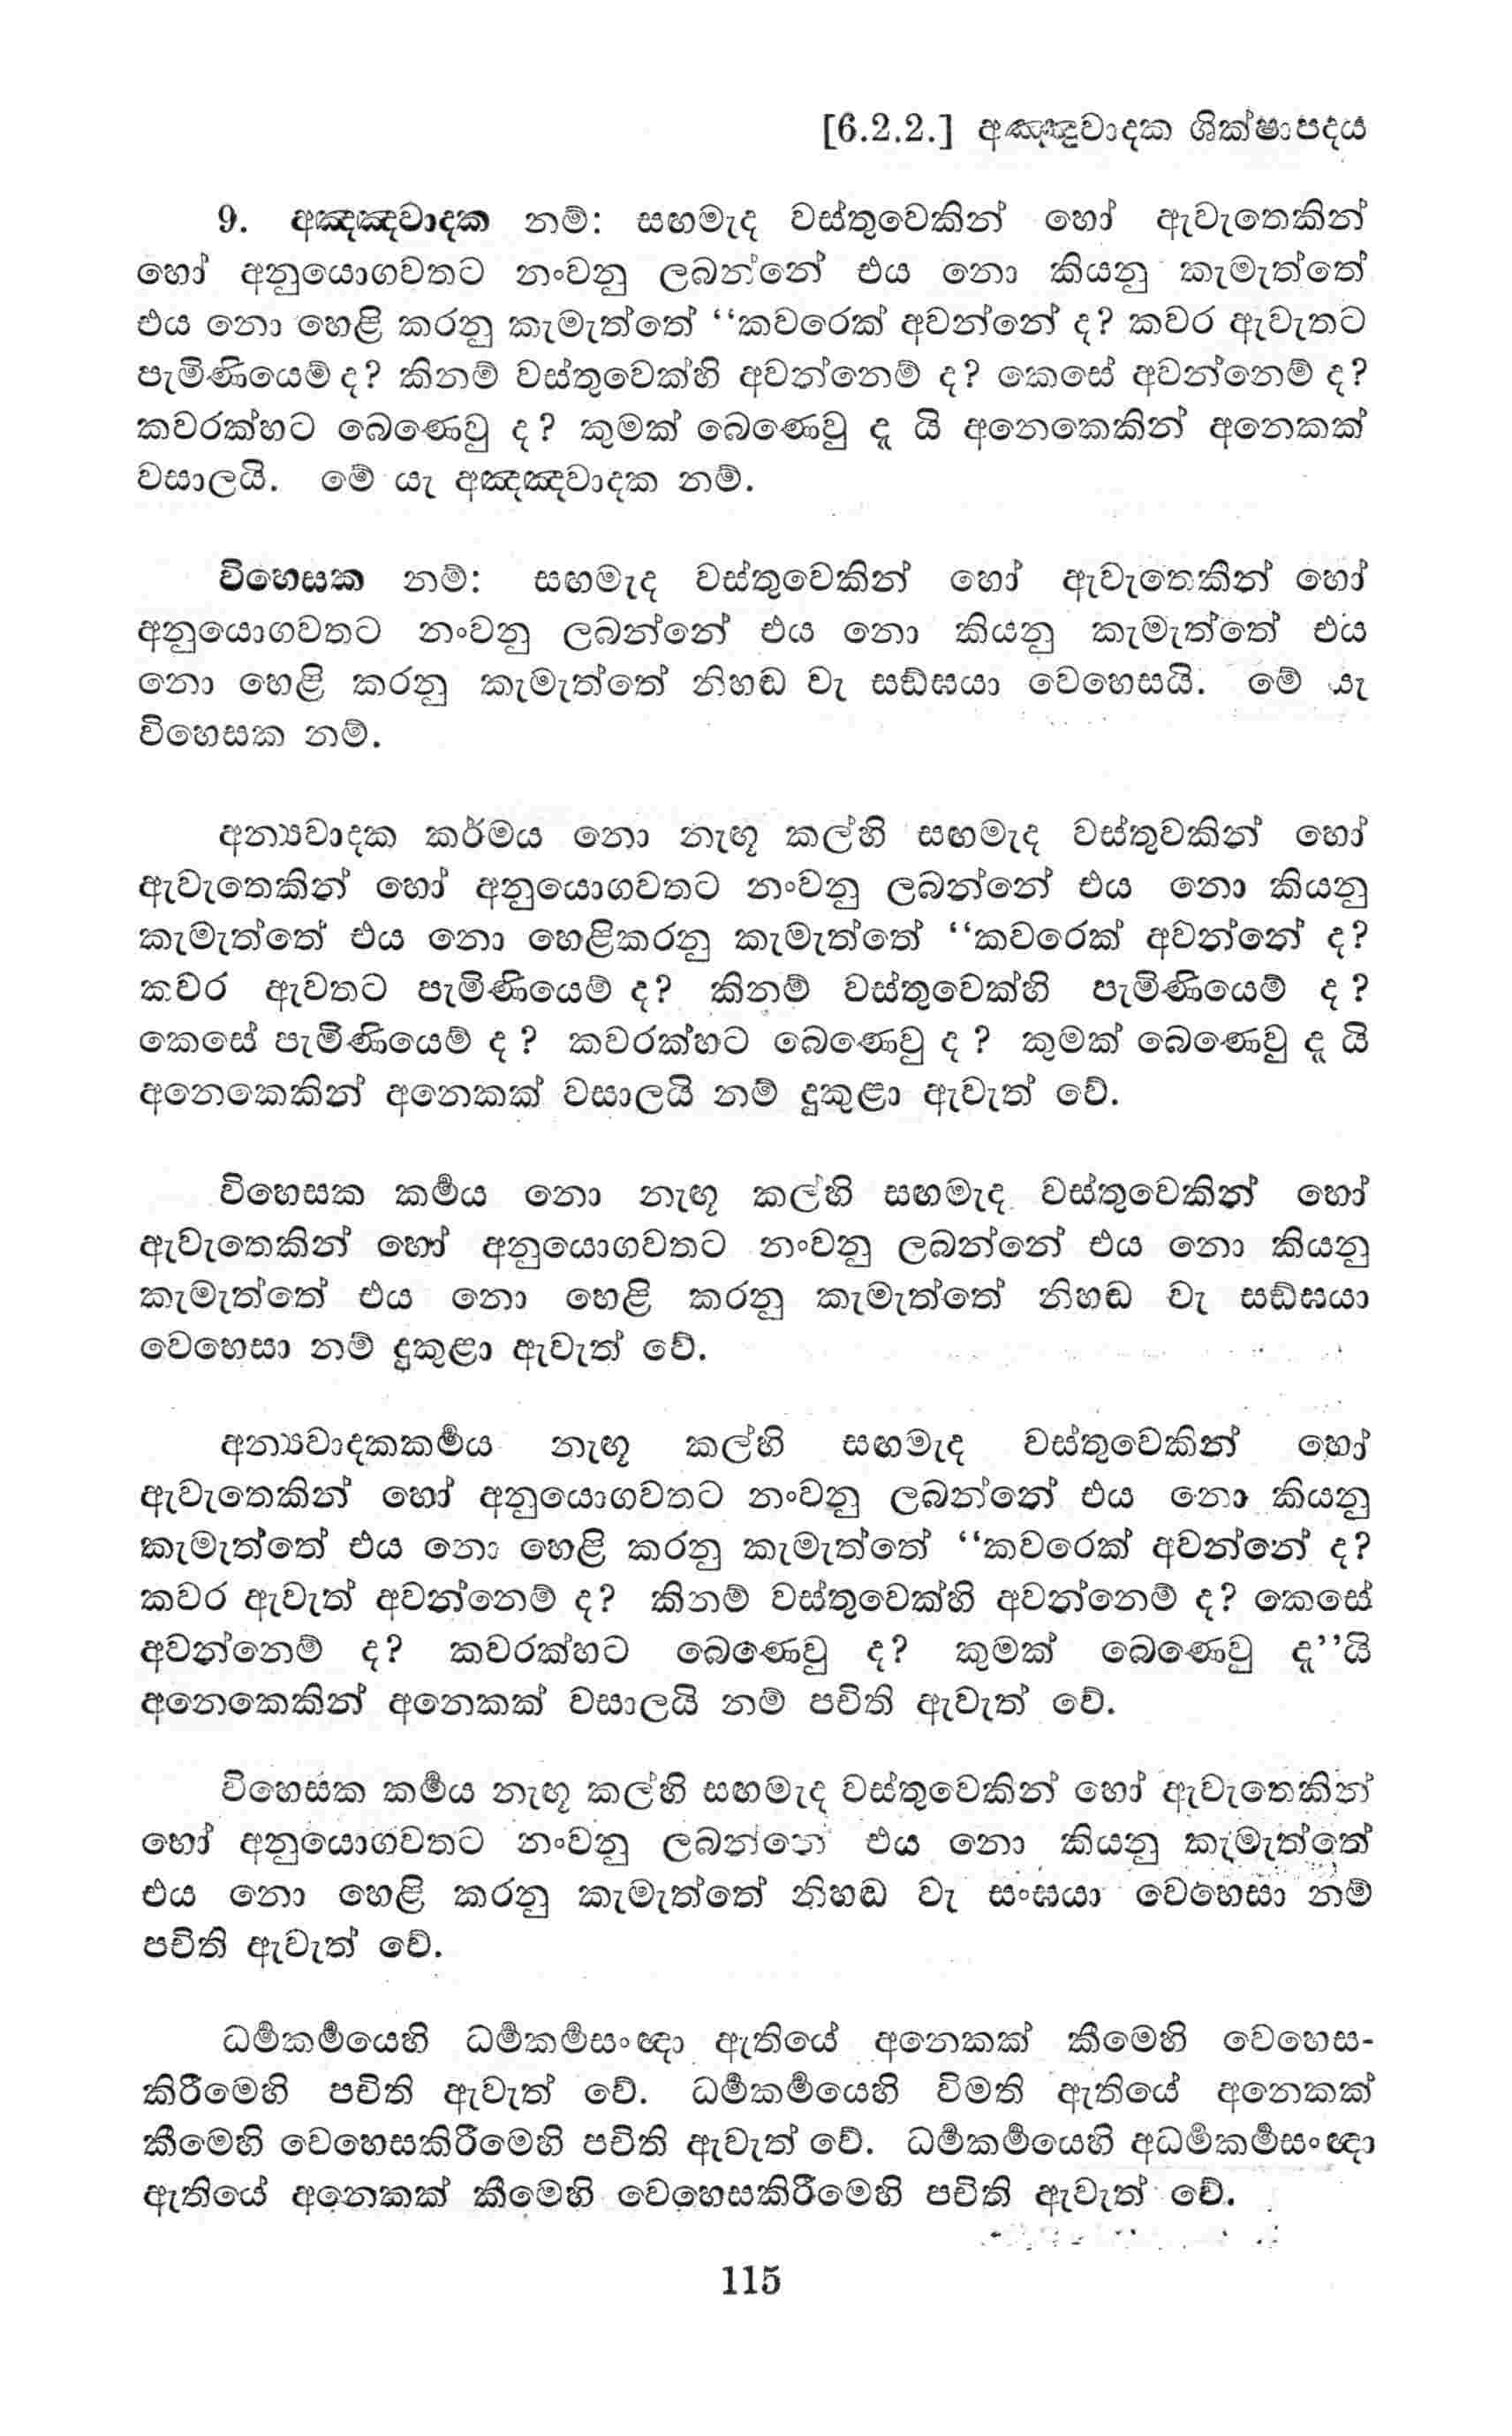 [6.2.2.] අඤ්ඤවාදක ශික්ෂාපදය
9. අඤ්ඤවාදක නම්: සඟමැද වස්තුවෙකින් හෝ ඇවැතෙකින්
හෝ අනුයොගවතට නංවනු ලබන්නේ එය නො කියනු කැමැත්තේ
එය නො හෙළි කරනු කැමැත්තේ “කවරෙක් අවන්නේ ද? කවර ඇවැතට
පැමිණියෙම් ද? කිනම් වස්තුවෙක්හි අවන්නෙම් ද? කෙසේ අවන්නෙම් ද?
කවරක්හට බෙණෙවු ද? කුමක් බෙණෙවු දැ යි අනෙකෙකින් අනෙකක්
වසාලයි. මේ යැ අඤ්ඤවාදක නම්.
විහෙසක නම්: සඟමැද වස්තුවෙකින් හෝ ඇවැතෙකින් හෝ
අනුයොගවතට නංවනු ලබන්නේ එය නො කියනු කැමැත්තේ එය
නො හෙළි කරනු කැමැත්තේ නිහඬ වැ සඞ්ඝයා වෙහෙසයි. මේ යැ
විහෙසක නම්.
අන්‍යවාදක කර්මය නො නැඟූ කල්හි සඟමැද වස්තුවකින් හෝ
ඇවැතෙකින් හෝ අනුයොගවතට නංවනු ලබන්නේ එය නො කියනු
කැමැත්තේ එය නො හෙළිකරනු කැමැත්තේ “කවරෙක් අවන්නේ ද?
කවර ඇවතට පැමිණියෙම් ද? කිනම් වස්තුවෙක්හි පැමිණියෙම් ද?
කෙසේ පැමිණියෙම් ද? කවරක්හට බෙණෙවු ද? කුමක් බෙණෙවු දැ යි
අනෙකෙකින් අනෙකක් වසාලයි නම් දුකුළා ඇවැත් වේ.
විහෙසක කර්‍මය නො නැඟූ කල්හි සඟමැද වස්තුවෙකින් හෝ
ඇවැතෙකින් හෝ අනුයොගවතට නංවනු ලබන්නේ එය නො කියනු
කැමැත්තේ එය නො හෙළි කරනු කැමැත්තේ නිහඬ වැ සඞ්ඝයා
වෙහෙසා නම් දුකුළා ඇවැත් වේ.
අන්‍යවාදකකර්‍මය නැඟූ කල්හි සඟමැද වස්තුවෙකින් හෝ
ඇවැතෙකින් හෝ අනුයොගවතට නංවනු ලබන්නේ එය නො කියනු
කැමැත්තේ එය නො හෙළි කරනු කැමැත්තේ “කවරෙක් අවන්නේ ද?
කවර ඇවැත් අවන්නෙම් ද? කිනම් වස්තුවෙක්හි අවන්නෙම් ද? කෙසේ
අවන්නෙම් ද? කවරක්හට බෙණෙවු ද? කුමක් බෙණෙවු දැ”යි
අනෙකෙකින් අනෙකක් වසාලයි නම් පචිති ඇවැත් වේ.
විහෙසක කර්‍මය නැඟූ කල්හි සඟමැද වස්තුවෙකින් හෝ ඇවැතෙකින්
හෝ අනුයොගවතට නංවනු ලබන්නෙ එය නො කියනු කැමැත්තේ
එය නො හෙළි කරනු කැමැත්තේ නිහඬ වැ සංඝයා වෙහෙසා නම්
පචිති ඇවැත් වේ.
ධර්‍මකර්‍මයෙහි ධර්‍මකර්‍මසංඥා ඇතියේ අනෙකක් කීමෙහි වෙහෙස-
කිරීමෙහි පචිති ඇවැත් වේ. ධර්‍මකර්‍මයෙහි විමති ඇතියේ අනෙකක්
කීමෙහි වෙහෙසකිරීමෙහි පචිති ඇවැත් වේ. ධර්‍මකර්‍මයෙහි අධර්‍මකර්‍මසංඥා
ඇතියේ අනෙකක් කීමෙහි වෙහෙසකිරීමෙහි පචිති ඇවැත් වේ.
115